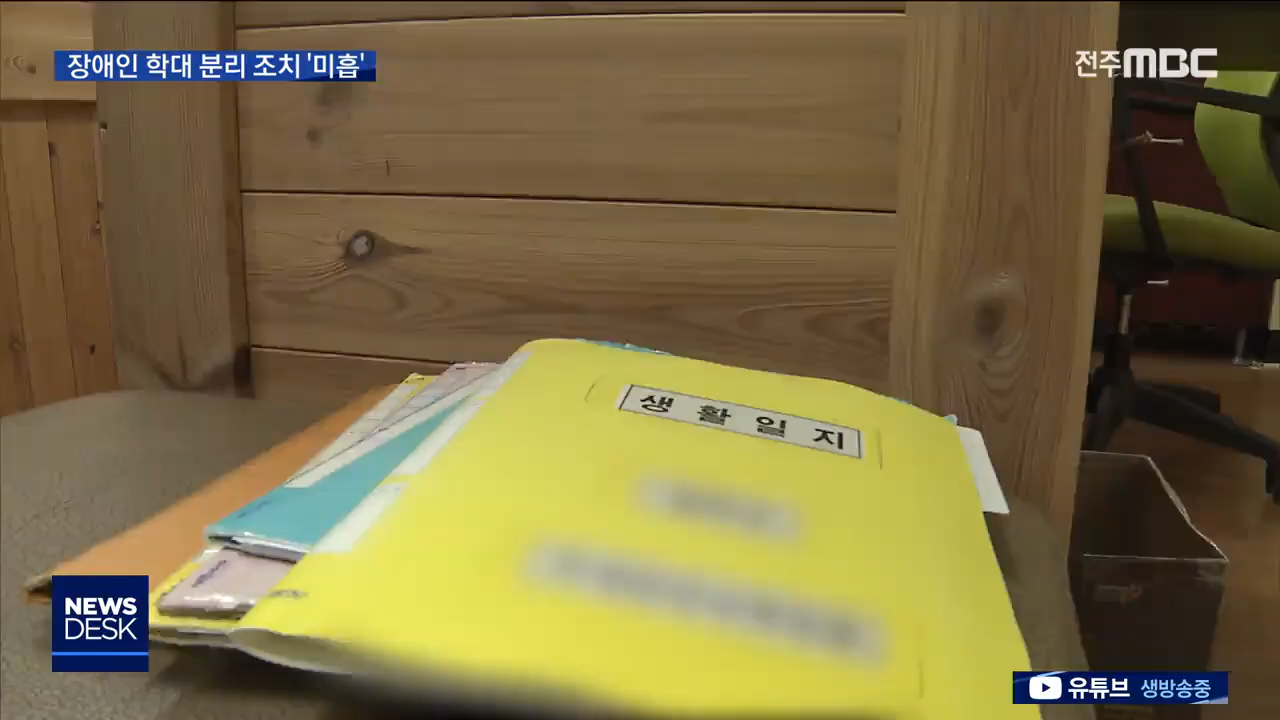 장애인 학대 분리 조치 '미흡'
전주MBC
생활일지
NEWS
DESK
유튜브 생방송중